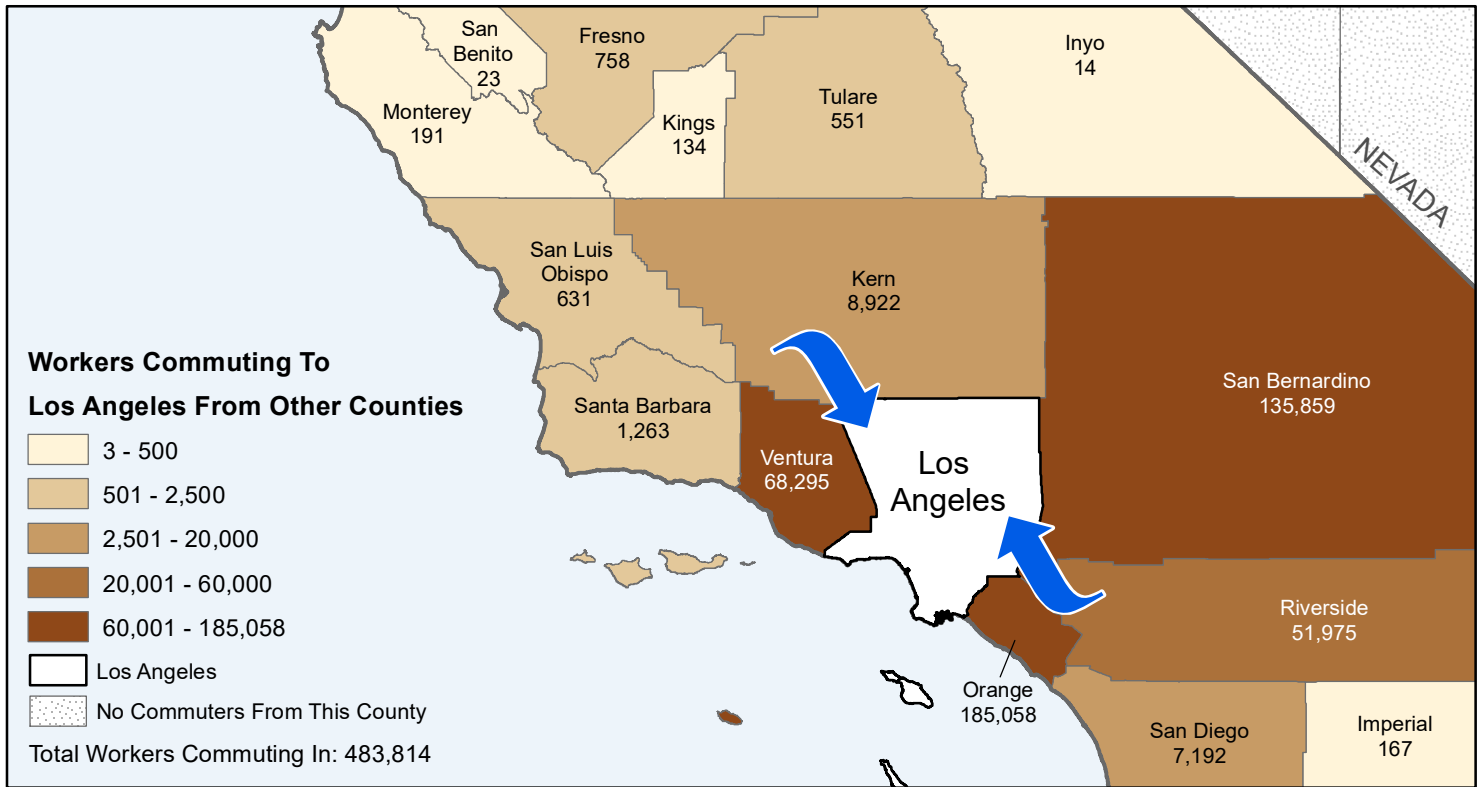 San
Benito
23
Fresno
758
Inyo
14
Monterey
191
Kings
134
Tulare
551
NEVADA
San Luis
Obispo
631
Kern
8,922
San Bernardino
135,859
Santa Barbara
1,263
Ventura
68,295
Los
Angeles
Riverside
51,975
Orange
185,058
San Diego
7,192
Imperial
167
Workers Commuting To
Los Angeles From Other Counties
3 - 500
501 - 2,500
2,501 - 20,000
20,001 - 60,000
60,001 - 185,058
Los Angeles
No Commuters From This County
Total Workers Commuting In: 483,814